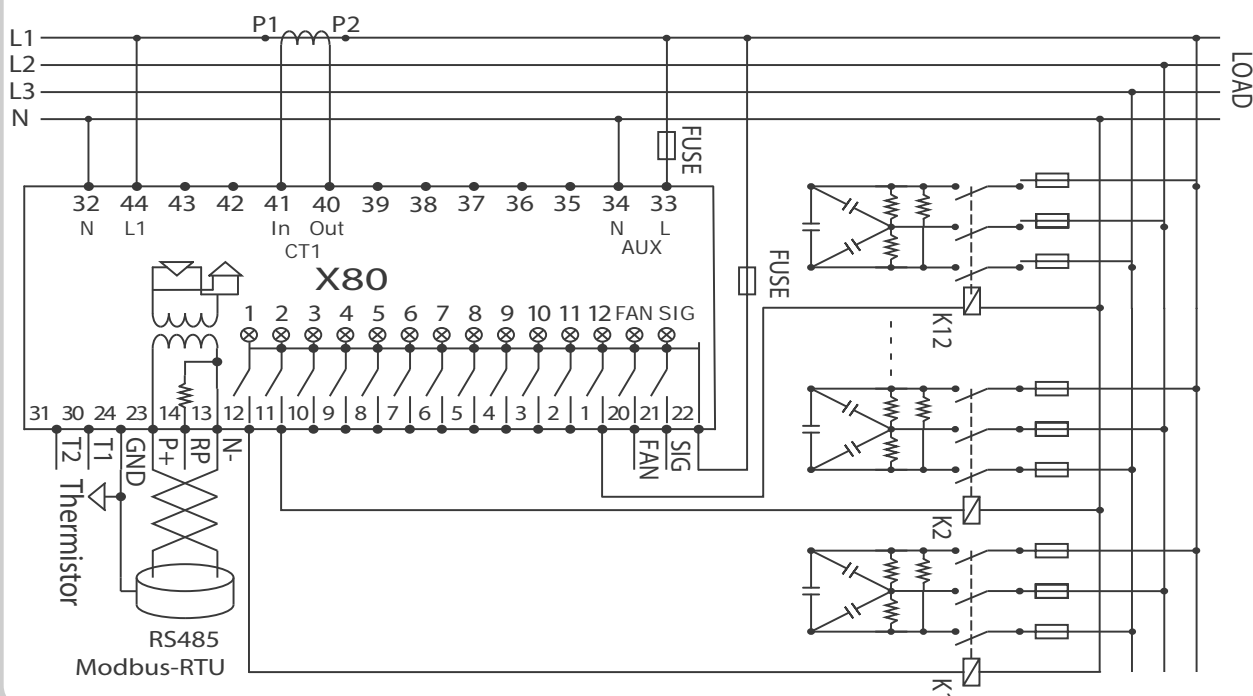 P1 P2
L1
L2
L3
N
LOAD
FUSE
32 44 43 42 41 40 39 38 37 36 35 34 33
N L1 In Out N L
CT1 AUX
X80
FUSE
1 2 3 4 5 6 7 8 9 10 11 12 FAN SIG
K12
31 30 24 23 14 13 12 11 10 9 8 7 6 5 4 3 2 1 20 21 22
T2 T1 GND P+ RP N- FAN SIG
Thermistor
K2
RS485
Modbus-RTU